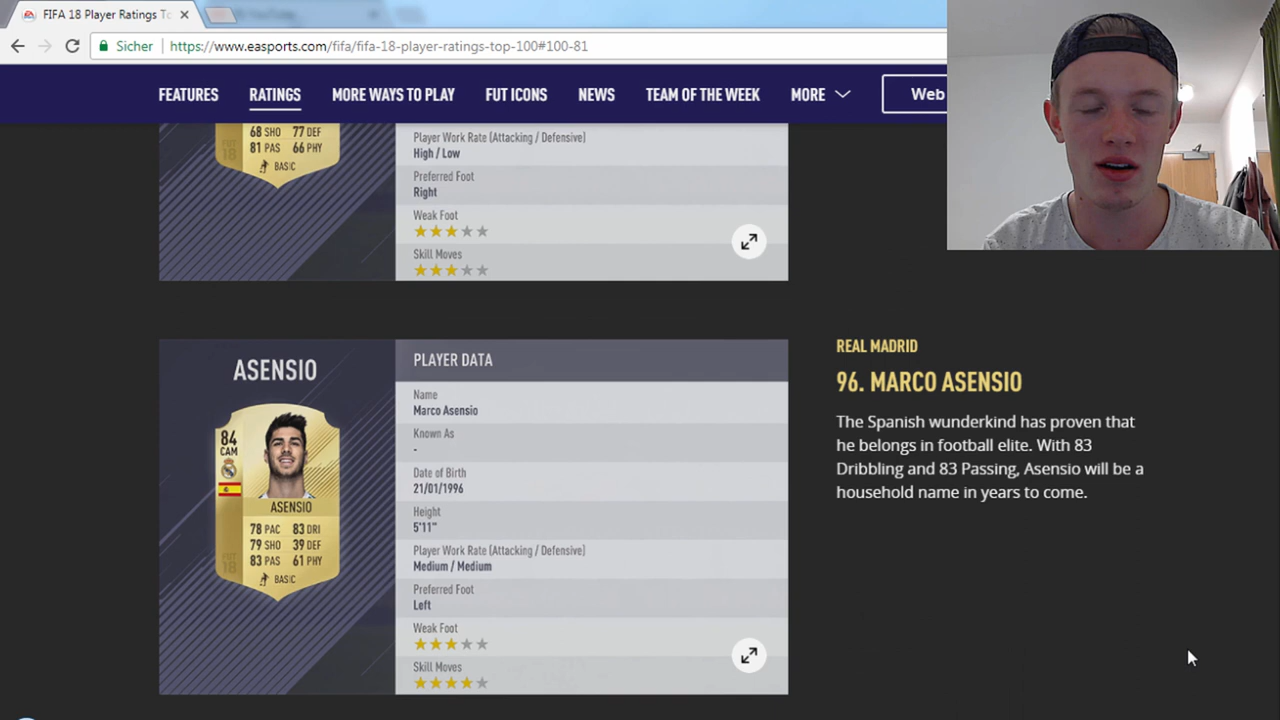 FIFA 18 Player Ratings To
Sicher
https://www.easports.com/fifa/fifa-18-player-ratings-top-100#100-81
FEATURES RATINGS MORE WAYS TO PLAY FUT ICONS NEWS TEAM OF THE WEEK MORE Web
68 SHO 77 DEF
81 PAS 66 PHY
BASIC
Player Work Rate (Attacking / Defensive)
High / Low
Preferred Foot
Right
Weak Foot
Skill Moves
ASENSIO
84
CAM
ASENSIO
78 PAC 83 DRI
79 SHO 39 DEF
83 PAS 61 PHY
BASIC
PLAYER DATA
Name
Marco Asensio
Known As
-
Date of Birth
21/01/1996
Height
5'11"
Player Work Rate (Attacking / Defensive)
Medium / Medium
Preferred Foot
Left
Weak Foot
Skill Moves
REAL MADRID
96. MARCO ASENSIO
The Spanish wunderkind has proven that
he belongs in football elite. With 83
Dribbling and 83 Passing, Asensio will be a
household name in years to come.